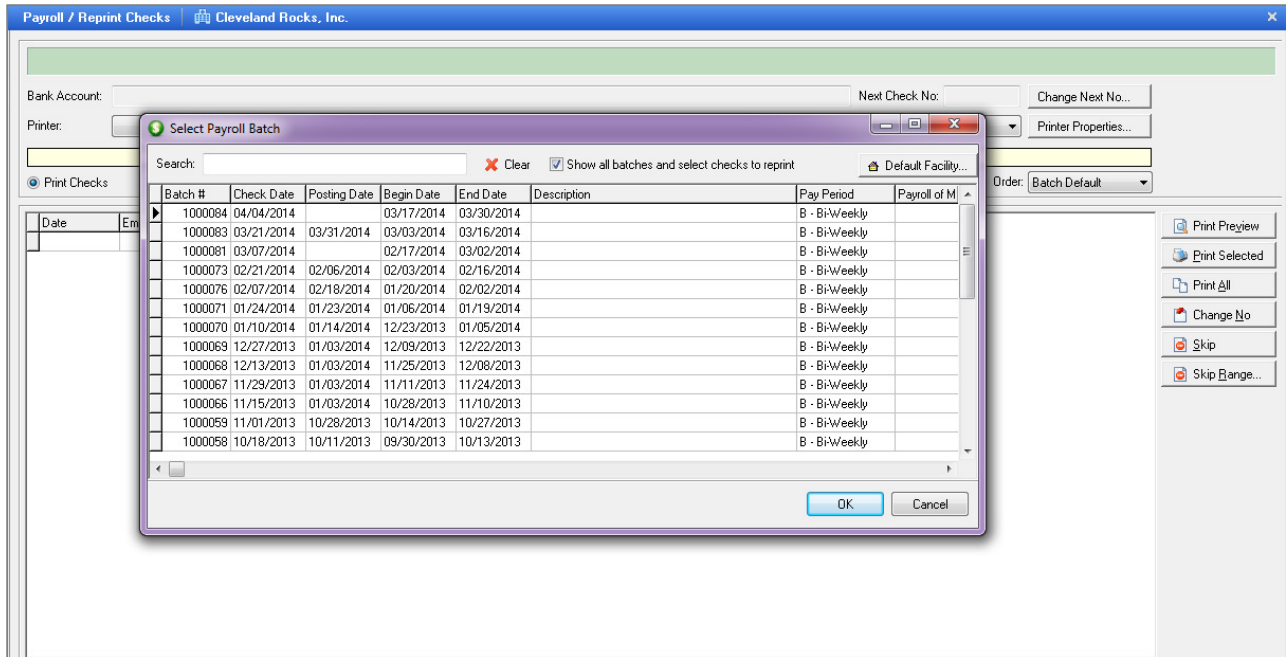 Payroll / Reprint Checks Cleveland Rocks, Inc.
Bank Account: Next Check No: Change Next No...
Printer: Printer Properties...
Select Payroll Batch
Search: Clear Show all batches and select checks to reprint Default Facility...
Print Checks Order: Batch Default
Batch # Check Date Posting Date Begin Date End Date Description Pay Period Payroll of M
1000084 04/04/2014 03/17/2014 03/30/2014 B - Bi-Weekly
1000083 03/21/2014 03/31/2014 03/03/2014 03/16/2014 B - Bi-Weekly
1000081 03/07/2014 02/17/2014 03/02/2014 B - Bi-Weekly
1000073 02/21/2014 02/06/2014 02/03/2014 02/16/2014 B - Bi-Weekly
1000076 02/07/2014 02/18/2014 01/20/2014 02/02/2014 B - Bi-Weekly
1000071 01/24/2014 01/23/2014 01/06/2014 01/19/2014 B - Bi-Weekly
1000070 01/10/2014 01/14/2014 12/23/2013 01/05/2014 B - Bi-Weekly
1000069 12/27/2013 01/03/2014 12/09/2013 12/22/2013 B - Bi-Weekly
1000068 12/13/2013 01/03/2014 11/25/2013 12/08/2013 B - Bi-Weekly
1000067 11/29/2013 01/03/2014 11/11/2013 11/24/2013 B - Bi-Weekly
1000066 11/15/2013 01/03/2014 10/28/2013 11/10/2013 B - Bi-Weekly
1000059 11/01/2013 10/28/2013 10/14/2013 10/27/2013 B - Bi-Weekly
1000058 10/18/2013 10/11/2013 09/30/2013 10/13/2013 B - Bi-Weekly
OK Cancel
Date Em
Print Preview
Print Selected
Print All
Change No
Skip
Skip Range...